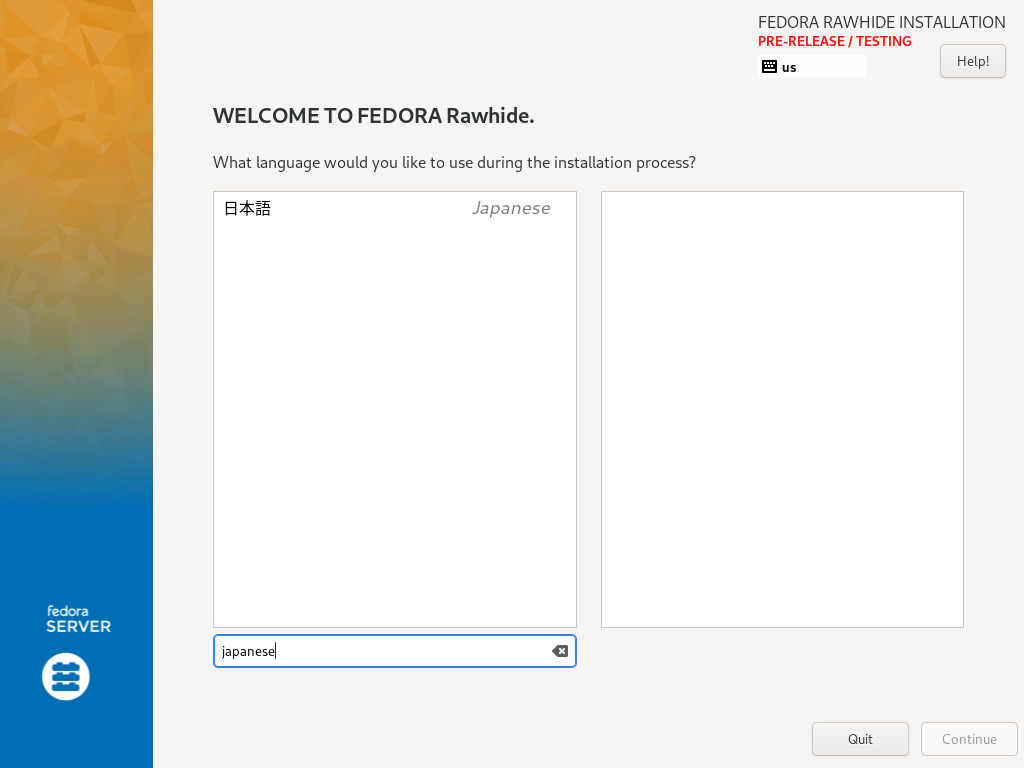 FEDORA RAWHIDE INSTALLATION
PRE-RELEASE / TESTING
us
Help!
WELCOME TO FEDORA Rawhide.
What language would you like to use during the installation process?
日本語 Japanese
japanese
fedora
SERVER
Quit
Continue